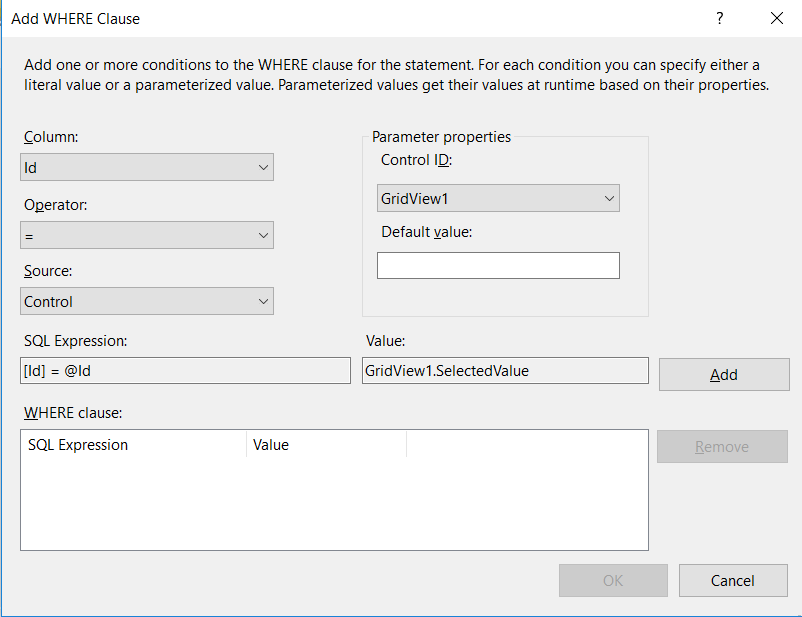 Add WHERE Clause
?
Add one or more conditions to the WHERE clause for the statement. For each condition you can specify either a
literal value or a parameterized value. Parameterized values get their values at runtime based on their properties.
Column:
Id
Operator:
=
Source:
Control
Parameter properties
Control ID:
GridView1
Default value:
SQL Expression:
[Id] = @Id
Value:
GridView1.SelectedValue
Add
WHERE clause:
SQL Expression Value
Remove
OK
Cancel